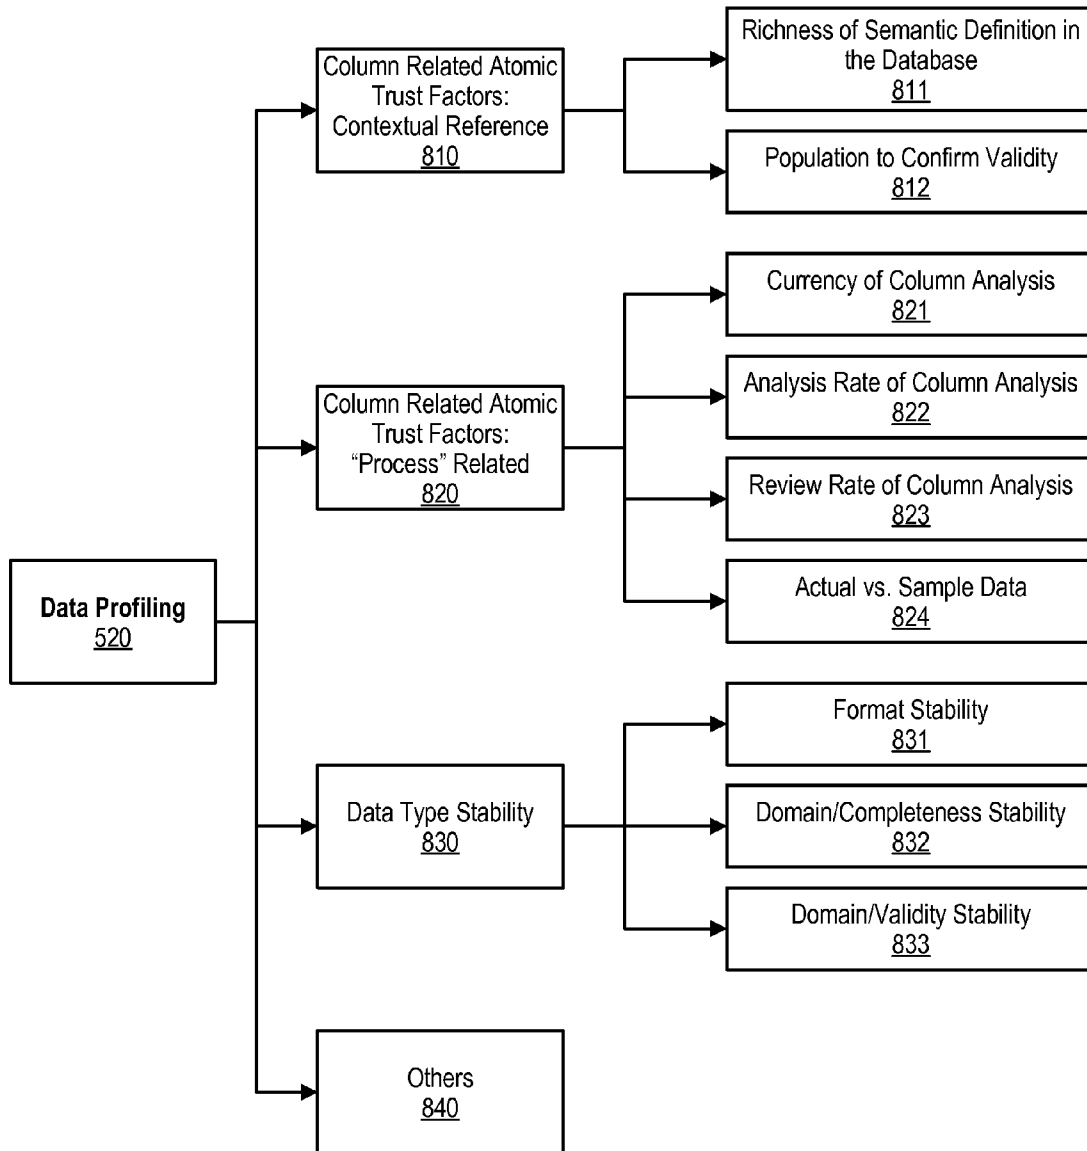 Data Profiling
520
Column Related Atomic
Trust Factors:
Contextual Reference
810
Richness of Semantic Definition in
the Database
811
Population to Confirm Validity
812
Column Related Atomic
Trust Factors:
“Process” Related
820
Currency of Column Analysis
821
Analysis Rate of Column Analysis
822
Review Rate of Column Analysis
823
Actual vs. Sample Data
824
Data Type Stability
830
Format Stability
831
Domain/Completeness Stability
832
Domain/Validity Stability
833
Others
840